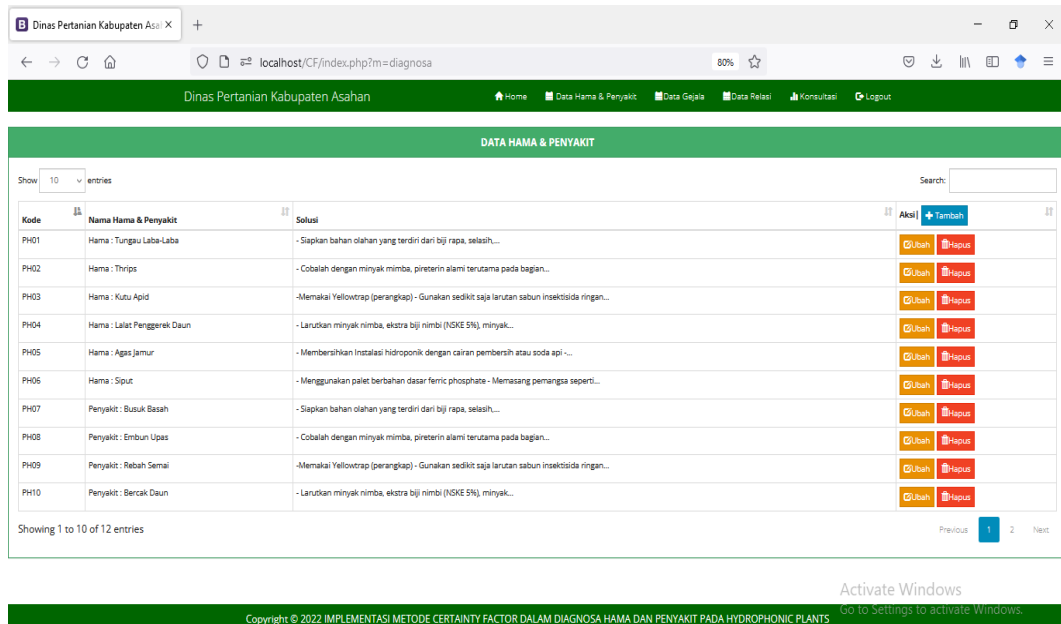 Dinas Pertanian Kabupaten Asa
localhost/CF/index.php?m=diagnosa 80%
Dinas Pertanian Kabupaten Asahan Home Data Hama & Penyakit Data Gejala Data Relasi Konsultasi Logout
DATA HAMA & PENYAKIT
Show 10 entries Search:
Kode Nama Hama & Penyakit Solusi Aksi| Tambah
PH01 Hama : Tungau Laba-Laba - Siapkan bahan olahan yang terdiri dari biji rapa, selasih,... Ubah Hapus
PH02 Hama : Thrips - Cobalah dengan minyak mimba, pireterin alami terutama pada bagian... Ubah Hapus
PH03 Hama : Kutu Apid -Memakai Yellowtrap (perangkap) - Gunakan sedikit saja larutan sabun insektisida ringan... Ubah Hapus
PH04 Hama : Lalat Penggerek Daun - Larutkan minyak nimba, ekstra biji nimbi (NSKE 5%), minyak... Ubah Hapus
PH05 Hama : Agas Jamur - Membersihkan Instalasi hidroponik dengan cairan pembersih atau soda api -... Ubah Hapus
PH06 Hama : Siput - Menggunakan palet berbahan dasar ferric phosphate - Memasang pemangsa seperti... Ubah Hapus
PH07 Penyakit : Busuk Basah - Siapkan bahan olahan yang terdiri dari biji rapa, selasih,... Ubah Hapus
PH08 Penyakit : Embun Upas - Cobalah dengan minyak mimba, pireterin alami terutama pada bagian... Ubah Hapus
PH09 Penyakit : Rebah Semai -Memakai Yellowtrap (perangkap) - Gunakan sedikit saja larutan sabun insektisida ringan... Ubah Hapus
PH10 Penyakit : Bercak Daun - Larutkan minyak nimba, ekstra biji nimbi (NSKE 5%), minyak... Ubah Hapus
Showing 1 to 10 of 12 entries Previous 1 2 Next
Activate Windows
Go to Settings to activate Windows.
Copyright © 2022 IMPLEMENTASI METODE CERTAINTY FACTOR DALAM DIAGNOSA HAMA DAN PENYAKIT PADA HYDROPHONIC PLANTS